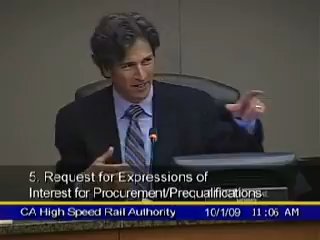 5. Request for Expressions of
Interest for Procurement/Prequalifications
CA High Speed Rail Authority 10/1/09 11:06 AM